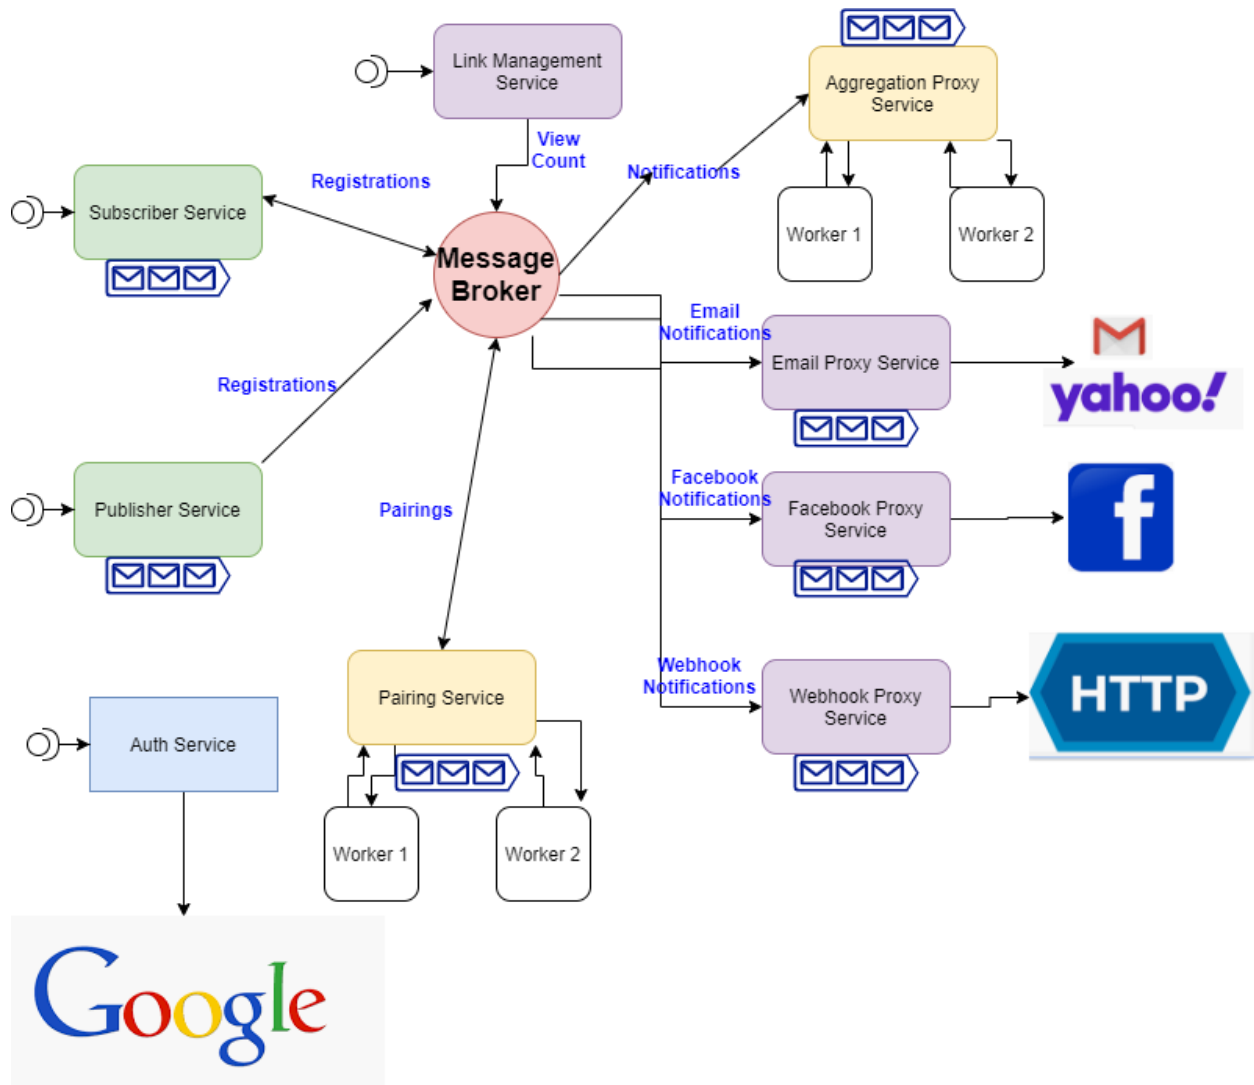 Link Management
Service
Aggregation Proxy
Service
View
Count
Notifications
Registrations
Subscriber Service
Worker 1
Worker 2
Message
Broker
Email
Notifications
Email Proxy Service
yahoo!
Registrations
Facebook
Notifications
Facebook Proxy
Service
f
Publisher Service
Pairings
Webhook
Notifications
Webhook Proxy
Service
HTTP
Pairing Service
Auth Service
Worker 1
Worker 2
Google